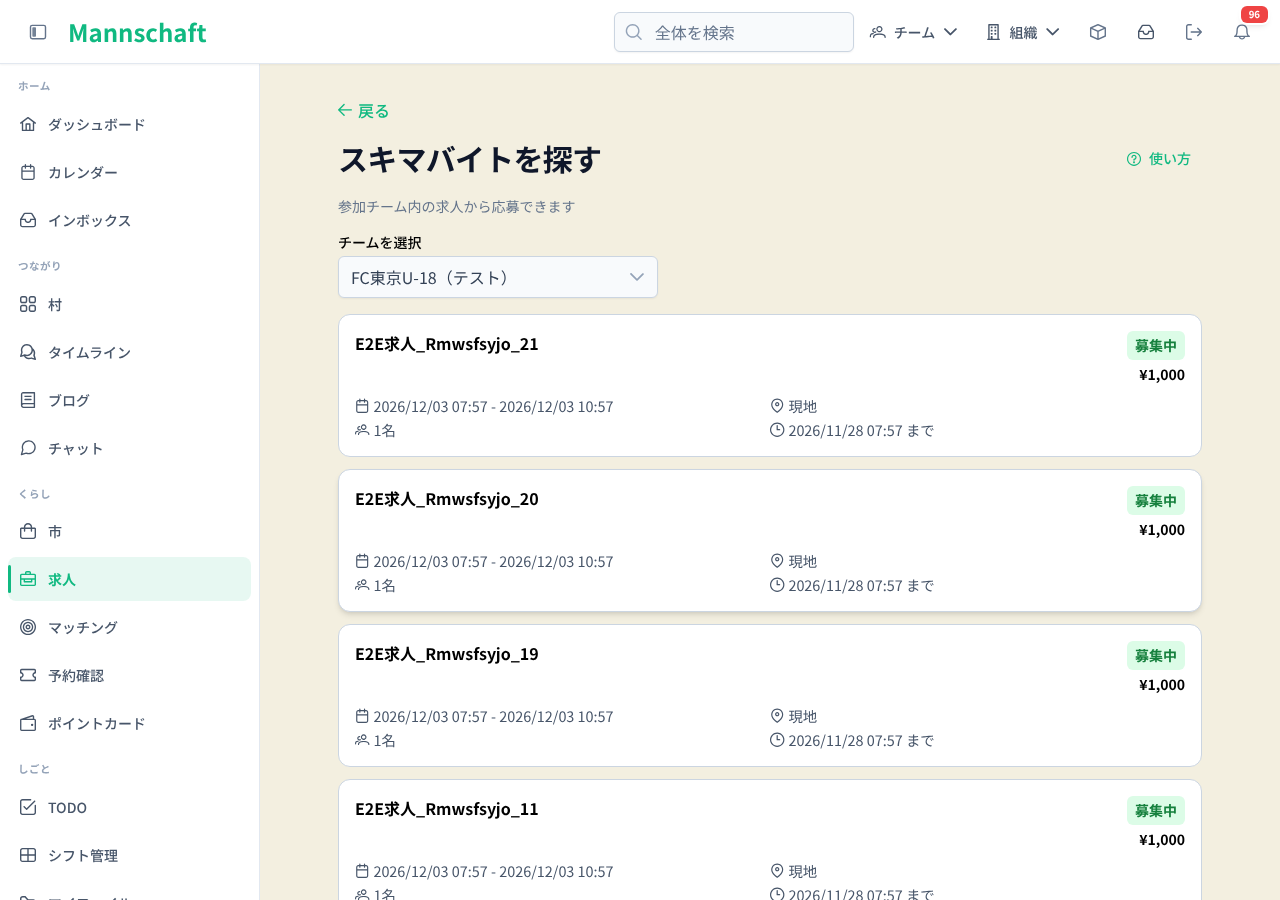 Mannschaft
全体を検索
チーム
組織
96
ホーム
ダッシュボード
カレンダー
インボックス
つながり
村
タイムライン
ブログ
チャット
くらし
市
求人
マッチング
予約確認
ポイントカード
しごと
TODO
シフト管理
戻る
スキマバイトを探す
使い方
参加チーム内の求人から応募できます
チームを選択
FC東京U-18（テスト）
E2E求人_Rmwsfsyjo_21
募集中
¥1,000
2026/12/03 07:57 - 2026/12/03 10:57
現地
1名
2026/11/28 07:57 まで
E2E求人_Rmwsfsyjo_20
募集中
¥1,000
2026/12/03 07:57 - 2026/12/03 10:57
現地
1名
2026/11/28 07:57 まで
E2E求人_Rmwsfsyjo_19
募集中
¥1,000
2026/12/03 07:57 - 2026/12/03 10:57
現地
1名
2026/11/28 07:57 まで
E2E求人_Rmwsfsyjo_11
募集中
¥1,000
2026/12/03 07:57 - 2026/12/03 10:57
現地
1名
2026/11/28 07:57 まで